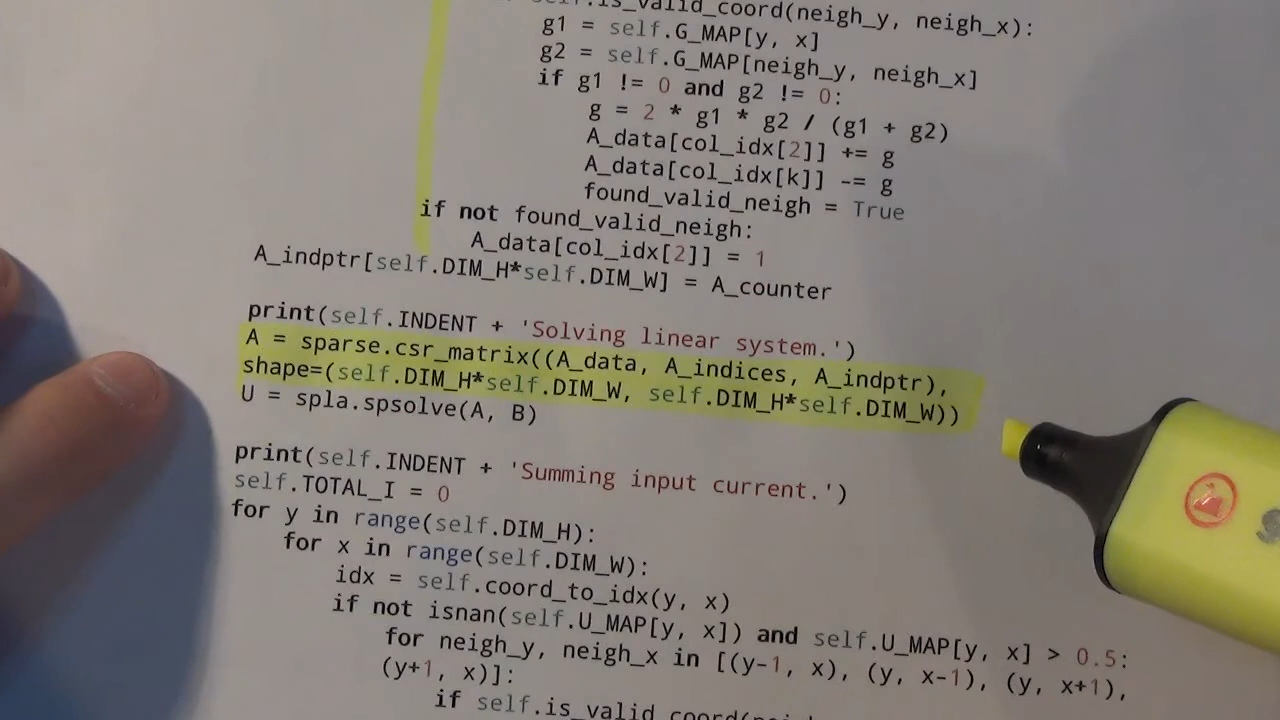 self.is_valid_coord(neigh_y, neigh_x):
g1 = self.G_MAP[y, x]
g2 = self.G_MAP[neigh_y, neigh_x]
if g1 != 0 and g2 != 0:
g = 2 * g1 * g2 / (g1 + g2)
A_data[col_idx[2]] += g
A_data[col_idx[k]] -= g
found_valid_neigh = True
if not found_valid_neigh:
A_data[col_idx[2]] = 1
A_indptr[self.DIM_H*self.DIM_W] = A_counter
print(self.INDENT + 'Solving linear system.')
A = sparse.csr_matrix((A_data, A_indices, A_indptr),
shape=(self.DIM_H*self.DIM_W, self.DIM_H*self.DIM_W))
U = spla.spsolve(A, B)
print(self.INDENT + 'Summing input current.')
self.TOTAL_I = 0
for y in range(self.DIM_H):
for x in range(self.DIM_W):
idx = self.coord_to_idx(y, x)
if not isnan(self.U_MAP[y, x]) and self.U_MAP[y, x] > 0.5:
for neigh_y, neigh_x in [(y-1, x), (y, x-1), (y, x+1),
(y+1, x)]:
if self.is_valid_coord(